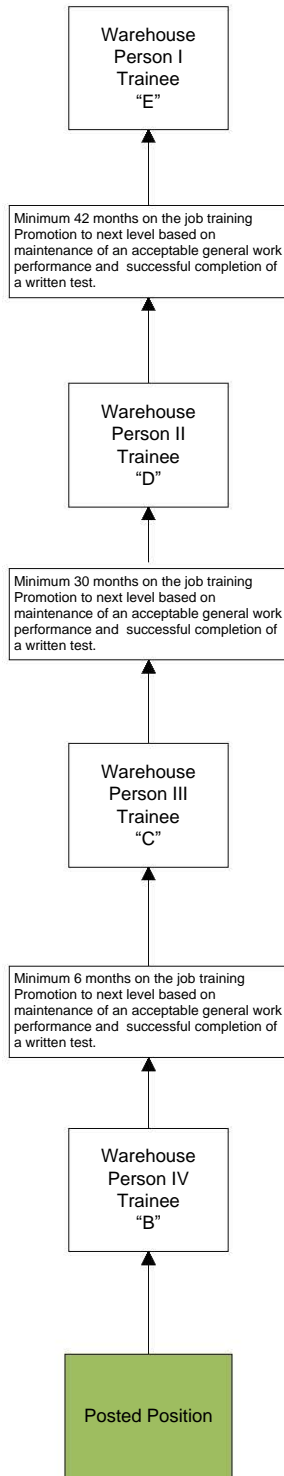 Warehouse
Person I
Trainee
“E”
Minimum 42 months on the job training
Promotion to next level based on
maintenance of an acceptable general work
performance and  successful completion of
a written test.
Warehouse
Person II
Trainee
“D”
Minimum 30 months on the job training
Promotion to next level based on
maintenance of an acceptable general work
performance and  successful completion of
a written test.
Warehouse
Person III
Trainee
“C”
Minimum 6 months on the job training
Promotion to next level based on
maintenance of an acceptable general work
performance and  successful completion of
a written test.
Warehouse
Person IV
Trainee
“B”
Posted Position